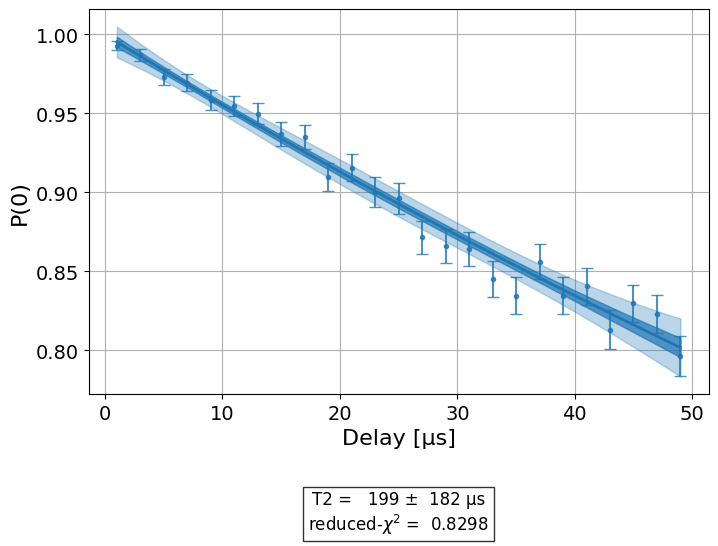 1.00
0.95
0.90
0.85
0.80
P(0)
0 10 20 30 40 50
Delay [µs]
T2 = 199 ± 182 µs
reduced-χ² = 0.8298